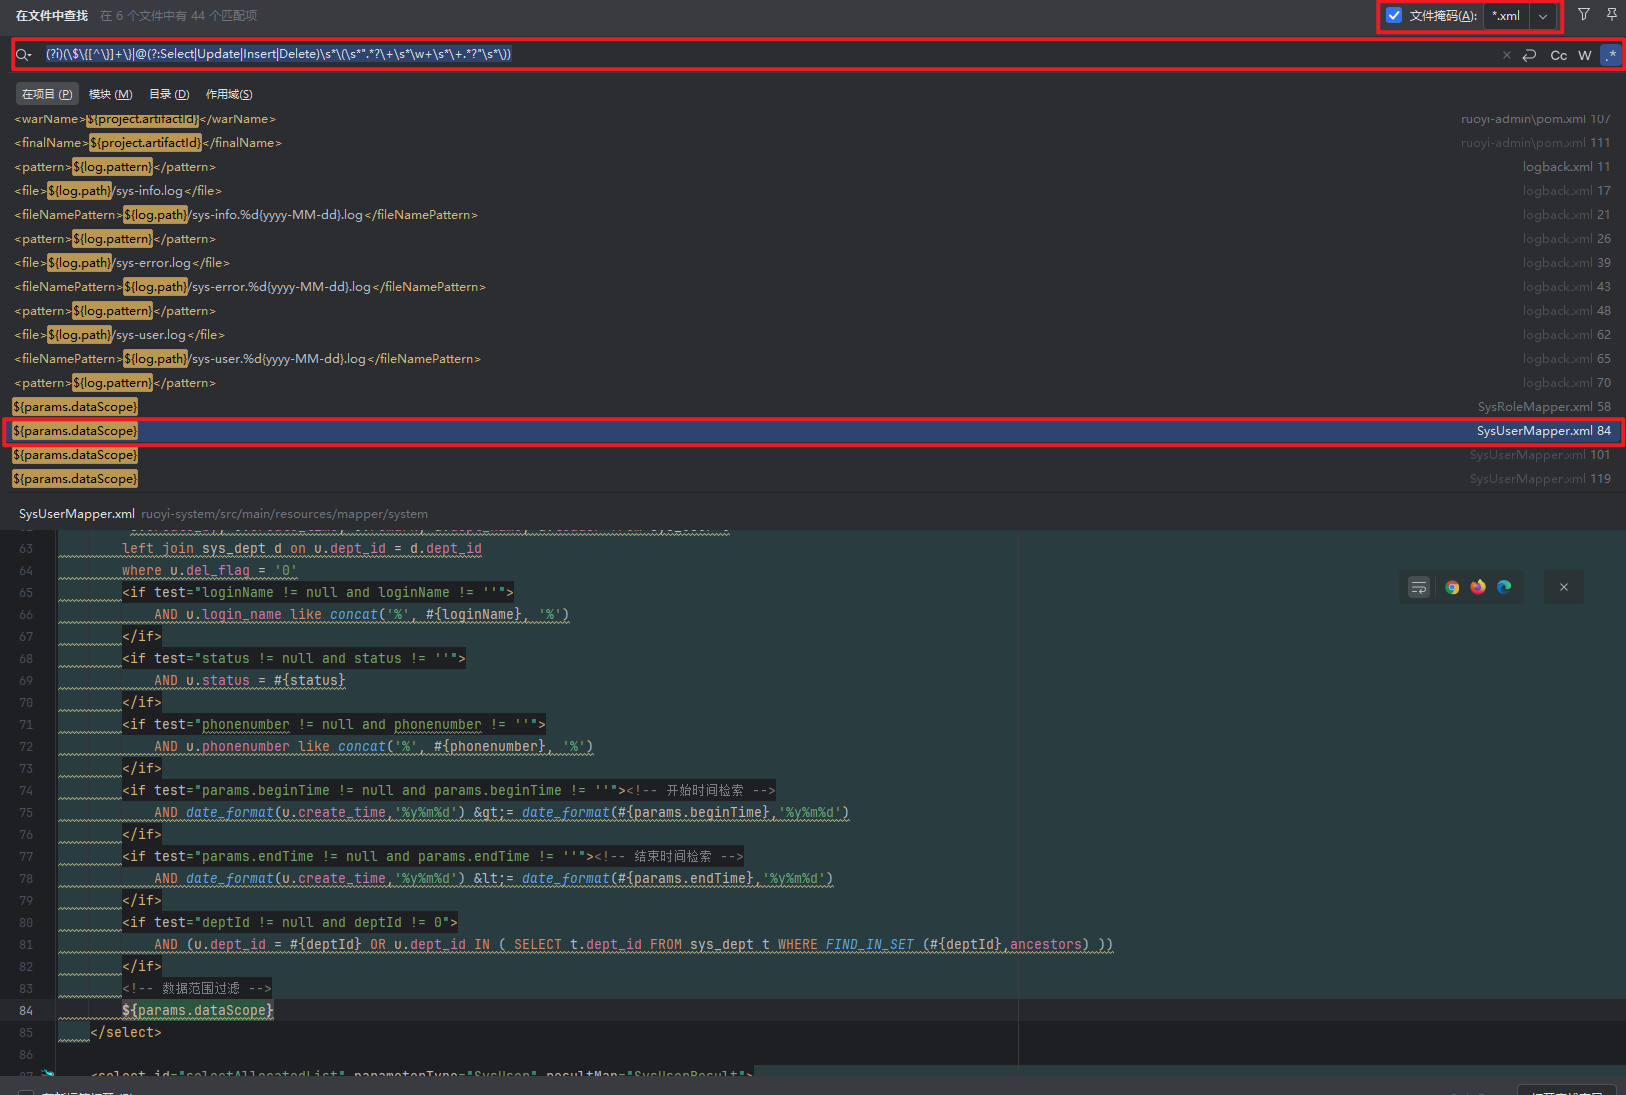 在文件中查找 在 6 个文件中有 44 个匹配项 文件掩码(A): *.xml
(?i)(\$\{[^\}]+\}|@(?:Select|Update|Insert|Delete)\s*\(\s*".*?\+\s*\w+\s*\+.*?"\s*\)) Cc W .*
在项目 (P) 模块 (M) 目录 (D) 作用域(S)
<warName>${project.artifactId}</warName> ruoyi-admin\pom.xml 107
<finalName>${project.artifactId}</finalName> ruoyi-admin\pom.xml 111
<pattern>${log.pattern}</pattern> logback.xml 11
<file>${log.path}/sys-info.log</file> logback.xml 17
<fileNamePattern>${log.path}/sys-info.%d{yyyy-MM-dd}.log</fileNamePattern> logback.xml 21
<pattern>${log.pattern}</pattern> logback.xml 26
<file>${log.path}/sys-error.log</file> logback.xml 39
<fileNamePattern>${log.path}/sys-error.%d{yyyy-MM-dd}.log</fileNamePattern> logback.xml 43
<pattern>${log.pattern}</pattern> logback.xml 48
<file>${log.path}/sys-user.log</file> logback.xml 62
<fileNamePattern>${log.path}/sys-user.%d{yyyy-MM-dd}.log</fileNamePattern> logback.xml 65
<pattern>${log.pattern}</pattern> logback.xml 70
${params.dataScope} SysRoleMapper.xml 58
${params.dataScope} SysUserMapper.xml 84
${params.dataScope} SysUserMapper.xml 101
${params.dataScope} SysUserMapper.xml 119
SysUserMapper.xml ruoyi-system/src/main/resources/mapper/system
63 left join sys_dept d on u.dept_id = d.dept_id
64 where u.del_flag = '0'
65 <if test="loginName != null and loginName != ''">
66 AND u.login_name like concat('%', #{loginName}, '%')
67 </if>
68 <if test="status != null and status != ''">
69 AND u.status = #{status}
70 </if>
71 <if test="phonenumber != null and phonenumber != ''">
72 AND u.phonenumber like concat('%', #{phonenumber}, '%')
73 </if>
74 <if test="params.beginTime != null and params.beginTime != ''"><!-- 开始时间检索 -->
75 AND date_format(u.create_time,'%y%m%d') &gt;= date_format(#{params.beginTime},'%y%m%d')
76 </if>
77 <if test="params.endTime != null and params.endTime != ''"><!-- 结束时间检索 -->
78 AND date_format(u.create_time,'%y%m%d') &lt;= date_format(#{params.endTime},'%y%m%d')
79 </if>
80 <if test="deptId != null and deptId != 0">
81 AND (u.dept_id = #{deptId} OR u.dept_id IN ( SELECT t.dept_id FROM sys_dept t WHERE FIND_IN_SET (#{deptId},ancestors) ))
82 </if>
83 <!-- 数据范围过滤 -->
84 ${params.dataScope}
85 </select>
86
87 <select id="selectAllocatedList" parameterType="SysUser" resultMap="SysUserResult">